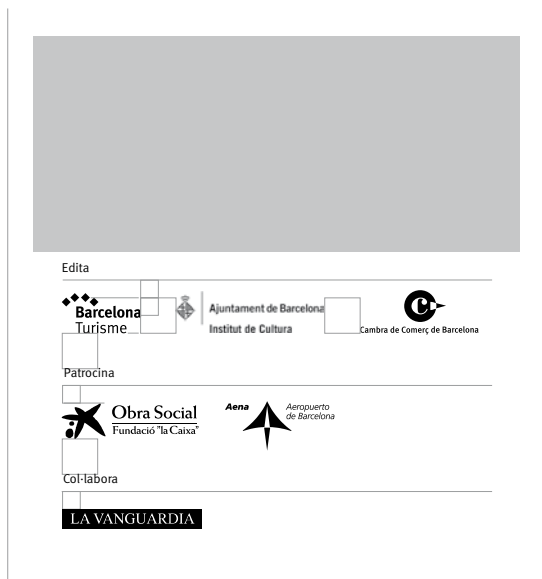 Edita
Barcelona
Turisme
Ajuntament de Barcelona
Institut de Cultura
Cambra de Comerç de Barcelona
Patrocina
Obra Social
Fundació "la Caixa"
Aena
Aeropuerto
de Barcelona
Col·labora
LA VANGUARDIA